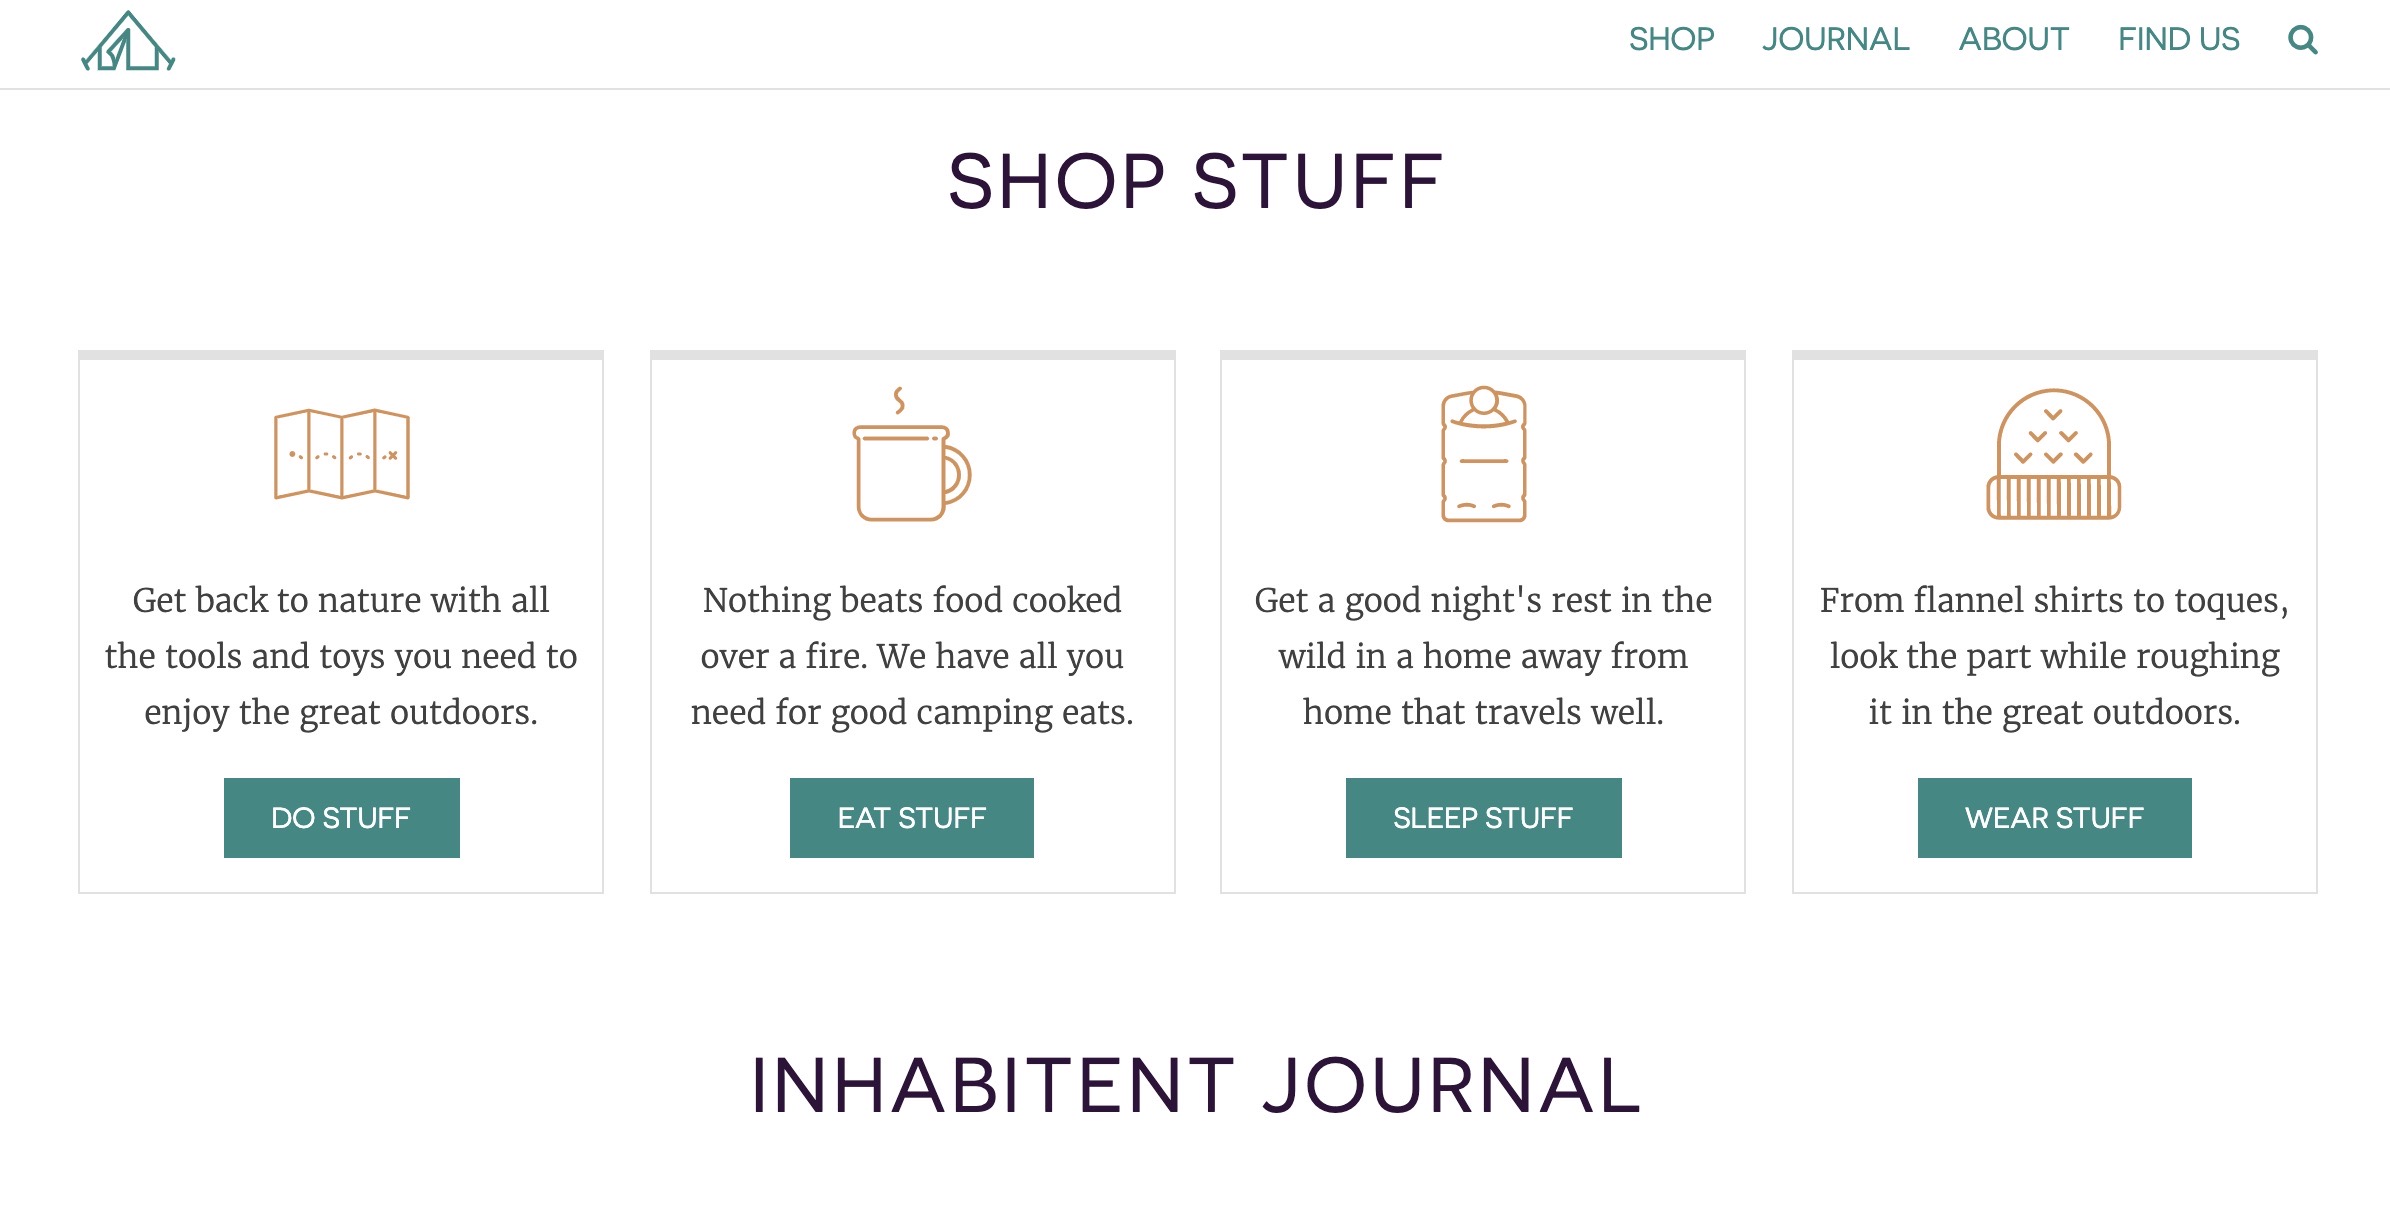 SHOP JOURNAL ABOUT FIND US
SHOP STUFF
Get back to nature with all
the tools and toys you need to
enjoy the great outdoors.
DO STUFF
Nothing beats food cooked
over a fire. We have all you
need for good camping eats.
EAT STUFF
Get a good night's rest in the
wild in a home away from
home that travels well.
SLEEP STUFF
From flannel shirts to toques,
look the part while roughing
it in the great outdoors.
WEAR STUFF
INHABITENT JOURNAL